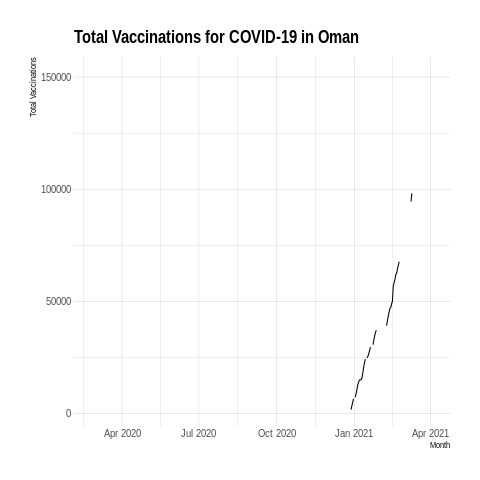 Total Vaccinations for COVID-19 in Oman
Total Vaccinations
150000
100000
50000
0
Apr 2020 Jul 2020 Oct 2020 Jan 2021 Apr 2021
Month